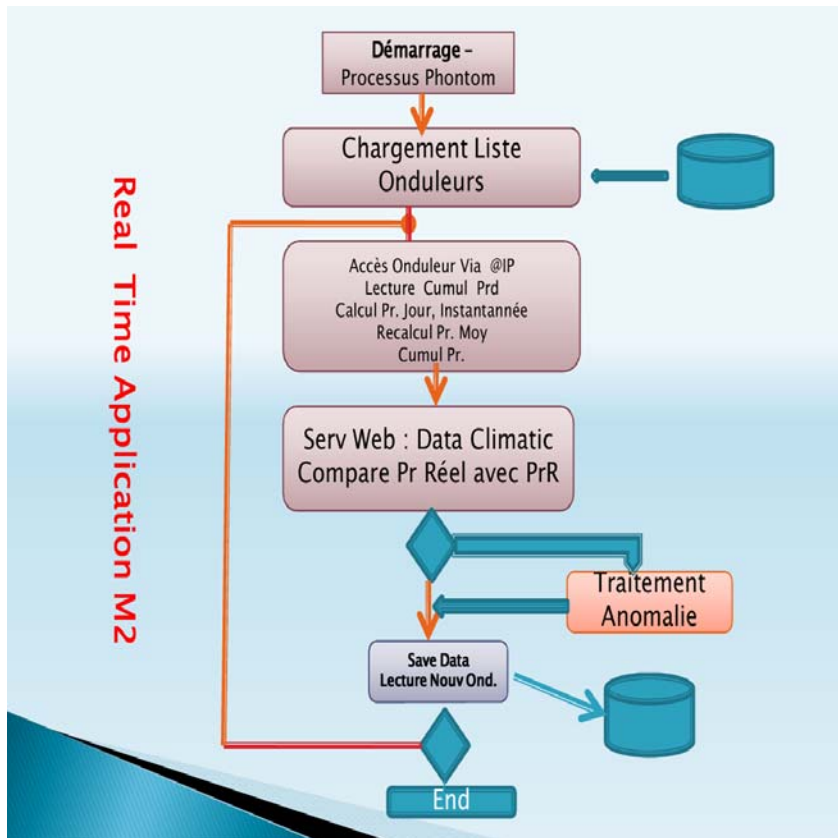 Démarrage –
Processus Phontom
Chargement Liste
Onduleurs
Real Time Application M2
Accès Onduleur Via @IP
Lecture Cumul Prd
Calcul Pr. Jour, Instantannée
Recalcul Pr. Moy
Cumul Pr.
Serv Web : Data Climatic
Compare Pr Réel avec PrR
Traitement
Anomalie
Save Data
Lecture Nouv Ond.
End